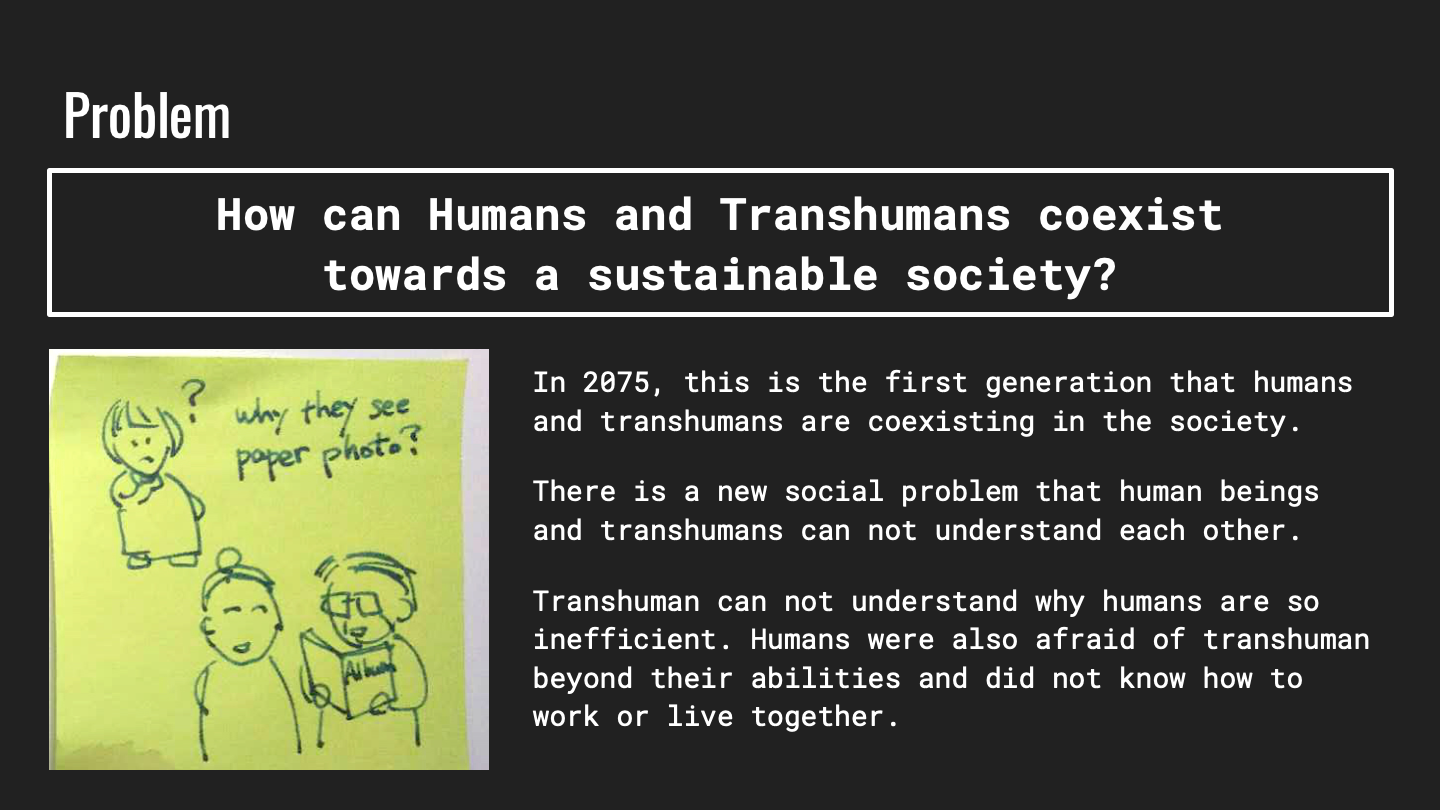 Problem
How can Humans and Transhumans coexist
towards a sustainable society?
?
why they see
paper photo?
Album
In 2075, this is the first generation that humans
and transhumans are coexisting in the society.
There is a new social problem that human beings
and transhumans can not understand each other.
Transhuman can not understand why humans are so
inefficient. Humans were also afraid of transhuman
beyond their abilities and did not know how to
work or live together.